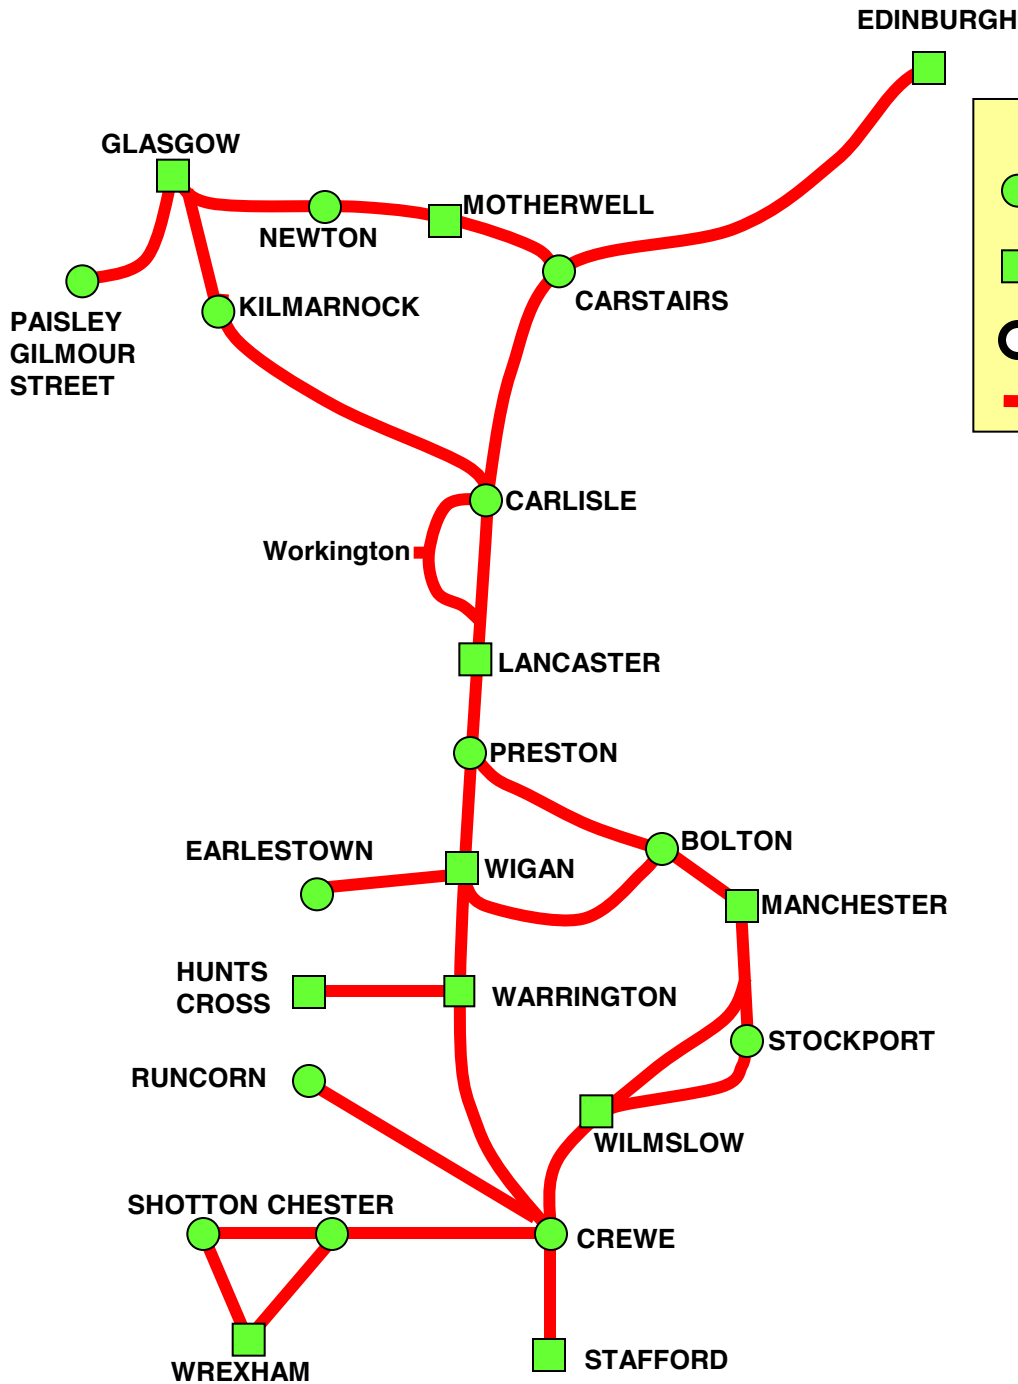 EDINBURGH
GLASGOW
MOTHERWELL
NEWTON
CARSTAIRS
KILMARNOCK
PAISLEY
GILMOUR
STREET
CARLISLE
Workington
LANCASTER
PRESTON
BOLTON
EARLESTOWN
WIGAN
MANCHESTER
HUNTS
CROSS
WARRINGTON
STOCKPORT
RUNCORN
WILMSLOW
SHOTTON CHESTER
CREWE
STAFFORD
WREXHAM